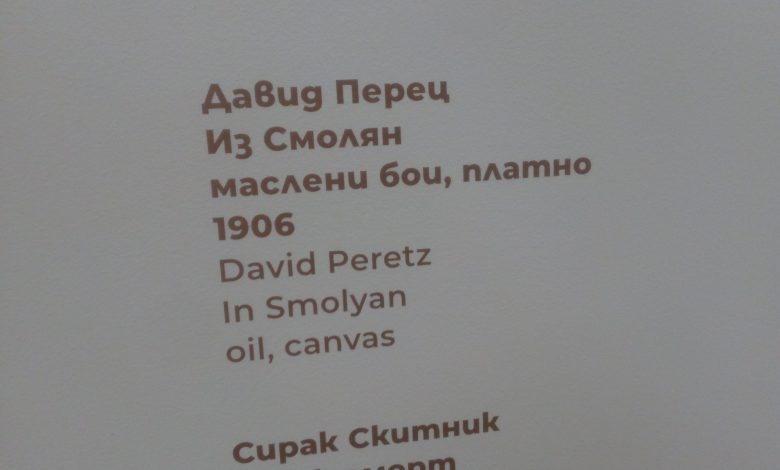 Давид Перец
Из Смолян
маслени бои, платно
1906
David Peretz
In Smolyan
oil, canvas
Сирак Скитник